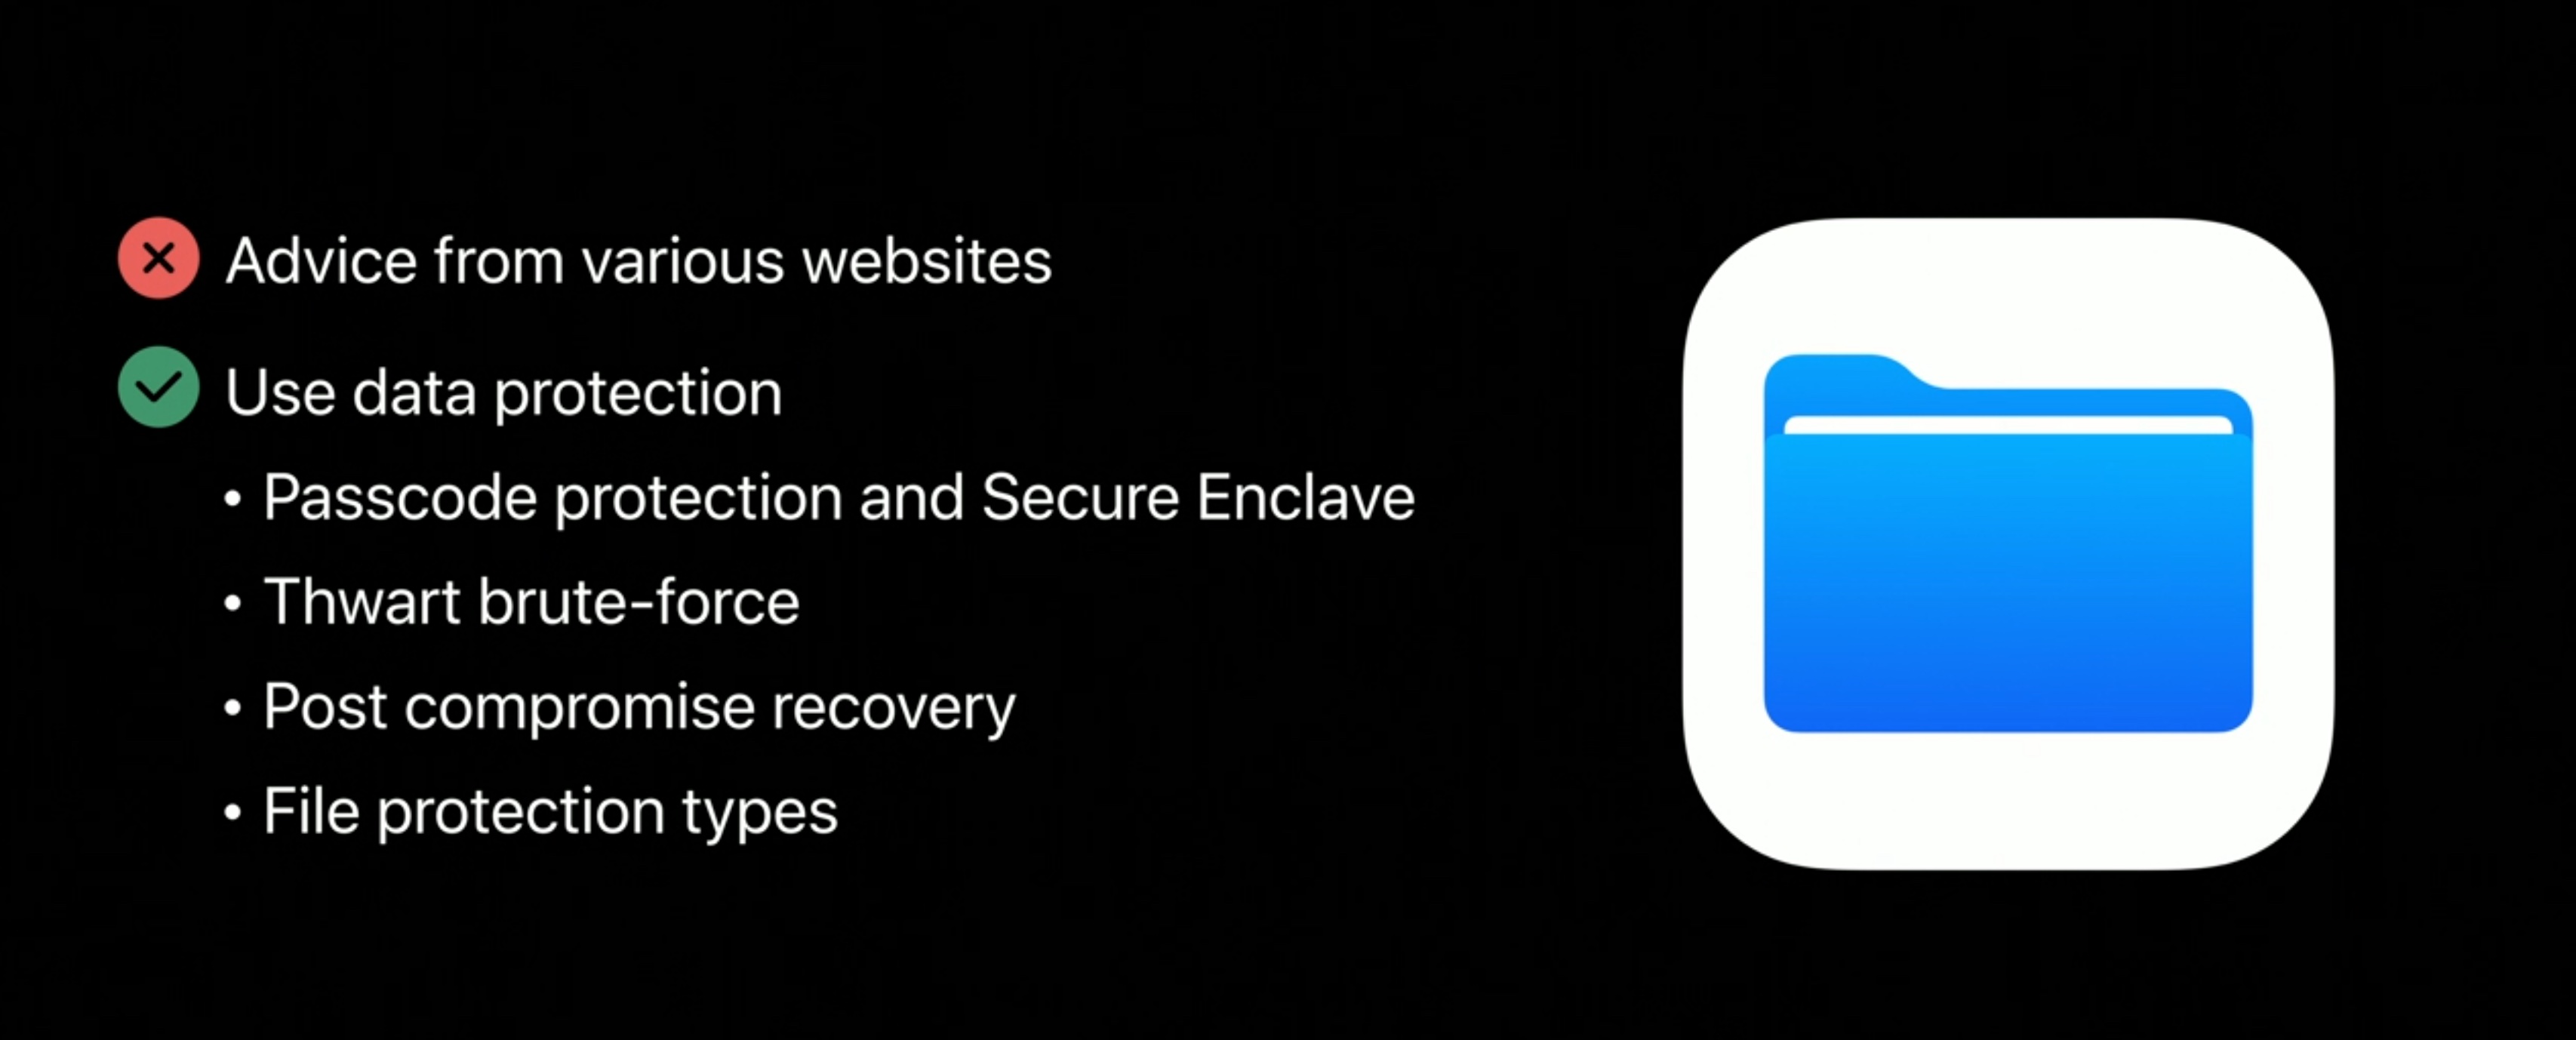 Advice from various websites
Use data protection
• Passcode protection and Secure Enclave
• Thwart brute-force
• Post compromise recovery
• File protection types